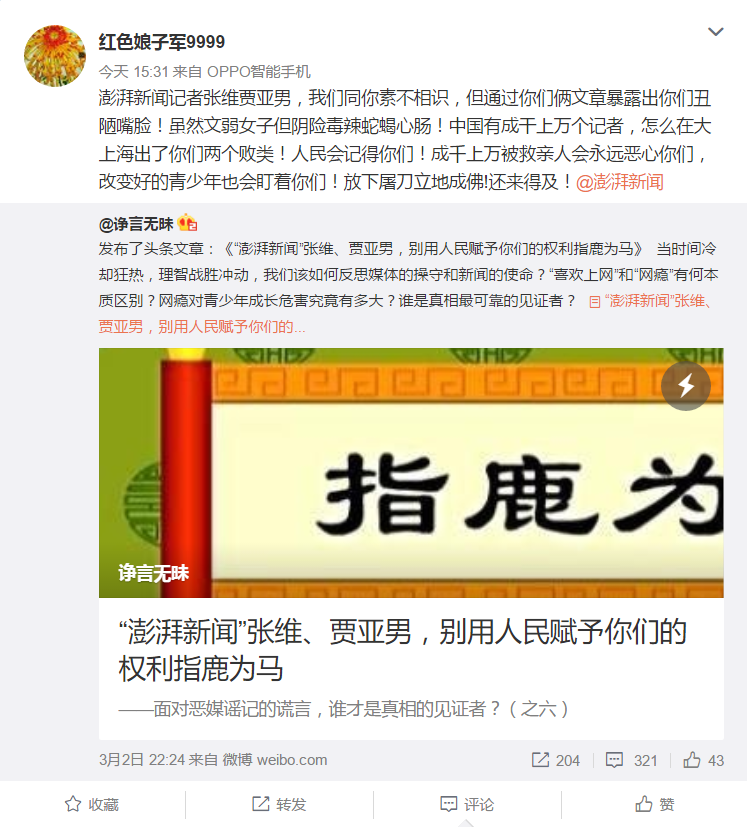 红色娘子军9999
今天 15:31 来自 OPPO智能手机
澎湃新闻记者张维贾亚男，我们同你素不相识，但通过你们俩文章暴露出你们丑
陋嘴脸！虽然文弱女子但阴险毒辣蛇蝎心肠！中国有成干上万个记者，怎么在大
上海出了你们两个败类！人民会记得你们！成千上万被救亲人会永远恶心你们，
改变好的青少年也会盯着你们！放下屠刀立地成佛!还来得及！@澎湃新闻
@诤言无昧
发布了头条文章：《“澎湃新闻”张维、贾亚男，别用人民赋予你们的权利指鹿为马》 当时间冷
却狂热，理智战胜冲动，我们该如何反思媒体的操守和新闻的使命？“喜欢上网”和“网瘾”有何本
质区别？网瘾对青少年成长危害究竟有多大？谁是真相最可靠的见证者？ “澎湃新闻”张维、
贾亚男，别用人民赋予你们的...
指鹿为
诤言无昧
“澎湃新闻”张维、贾亚男，别用人民赋予你们的
权利指鹿为马
——面对恶媒谣记的谎言，谁才是真相的见证者？（之六）
3月2日 22:24 来自 微博 weibo.com 204 321 43
收藏 转发 评论 赞